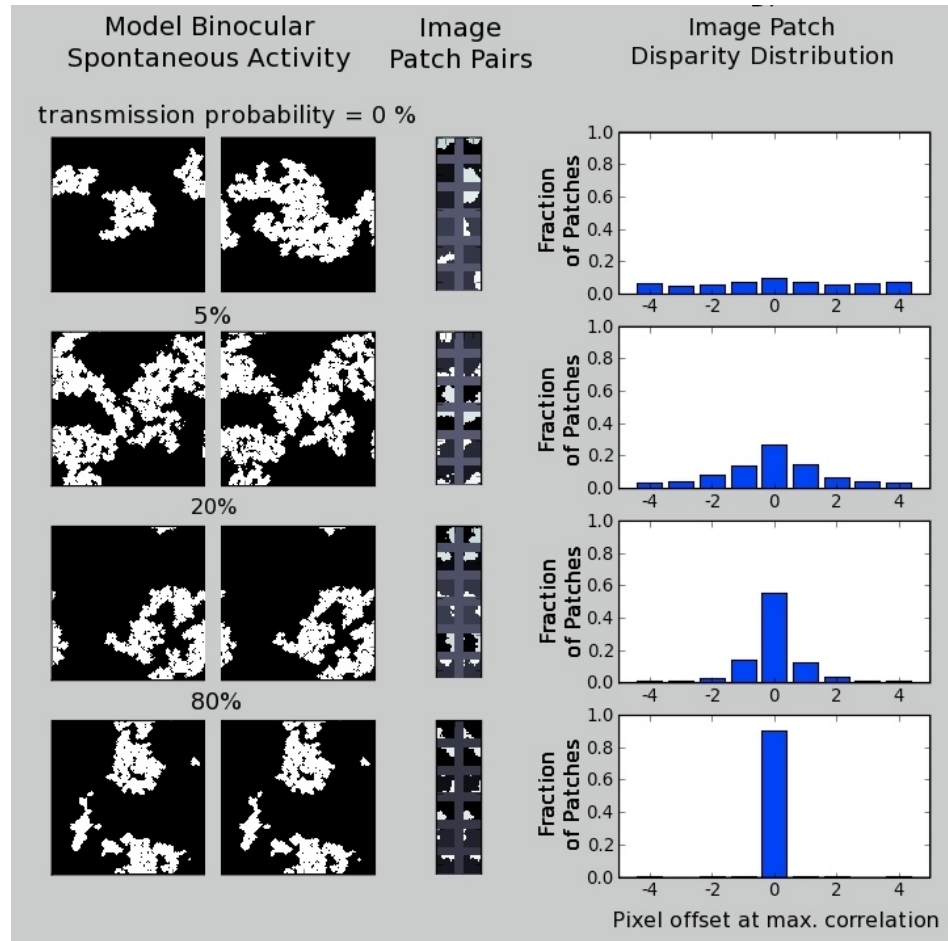 Model Binocular
Spontaneous Activity
Image
Patch Pairs
Image Patch
Disparity Distribution
transmission probability = 0 %
Fraction
of Patches
1.0
0.8
0.6
0.4
0.2
0.0
-4 -2 0 2 4
5%
Fraction
of Patches
1.0
0.8
0.6
0.4
0.2
0.0
-4 -2 0 2 4
20%
Fraction
of Patches
1.0
0.8
0.6
0.4
0.2
0.0
-4 -2 0 2 4
80%
Fraction
of Patches
1.0
0.8
0.6
0.4
0.2
0.0
-4 -2 0 2 4
Pixel offset at max. correlation